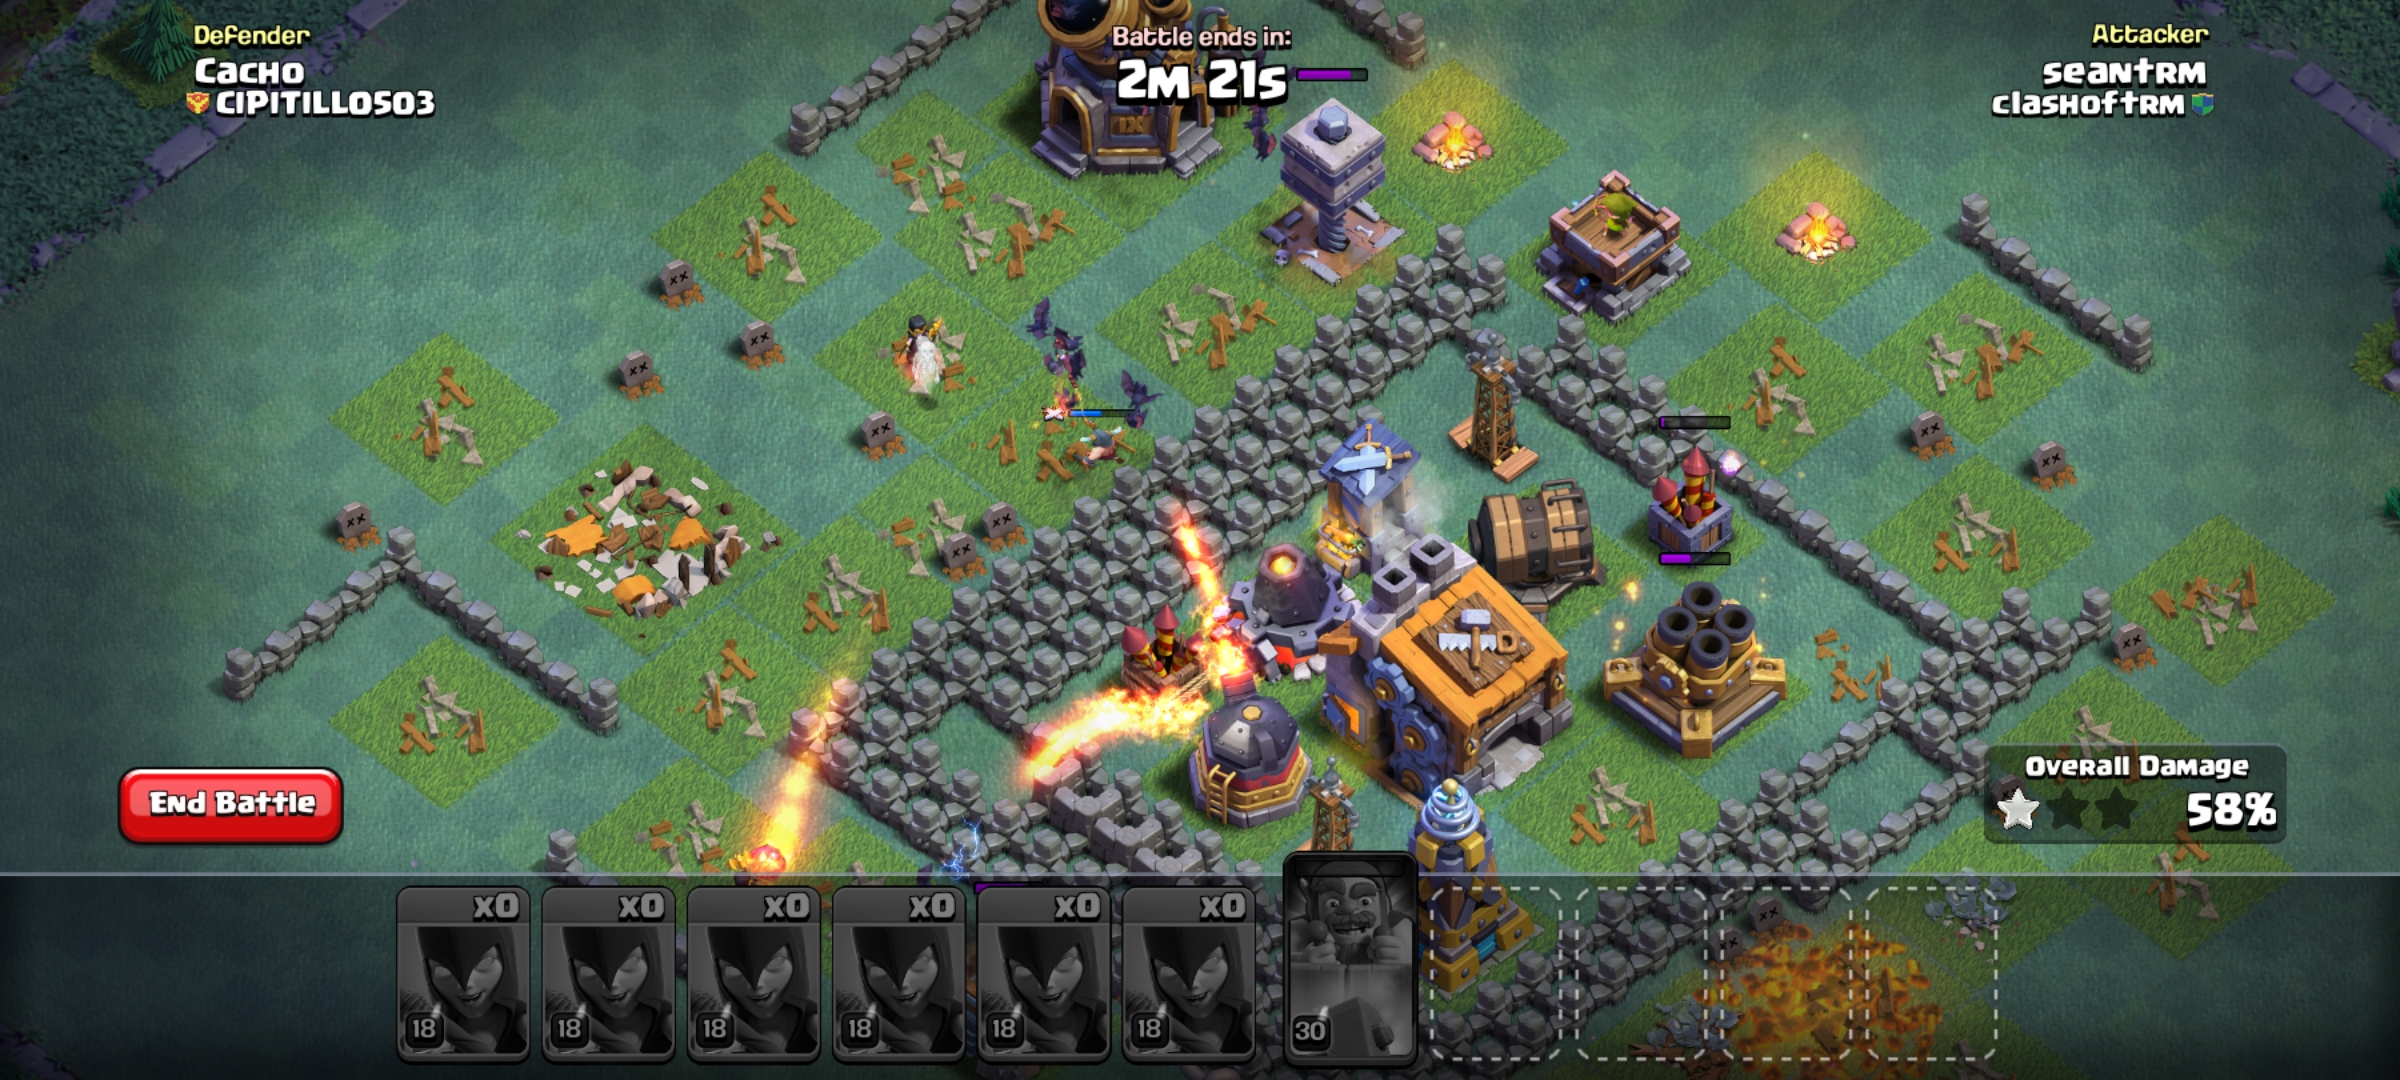 Defender
Cacho
CIPITILLO503
Battle ends in:
2M 21s
Attacker
seantRM
clashoftRM
IX
End Battle
Overall Damage
58%
x0
x0
x0
x0
x0
x0
18
18
18
18
18
18
30